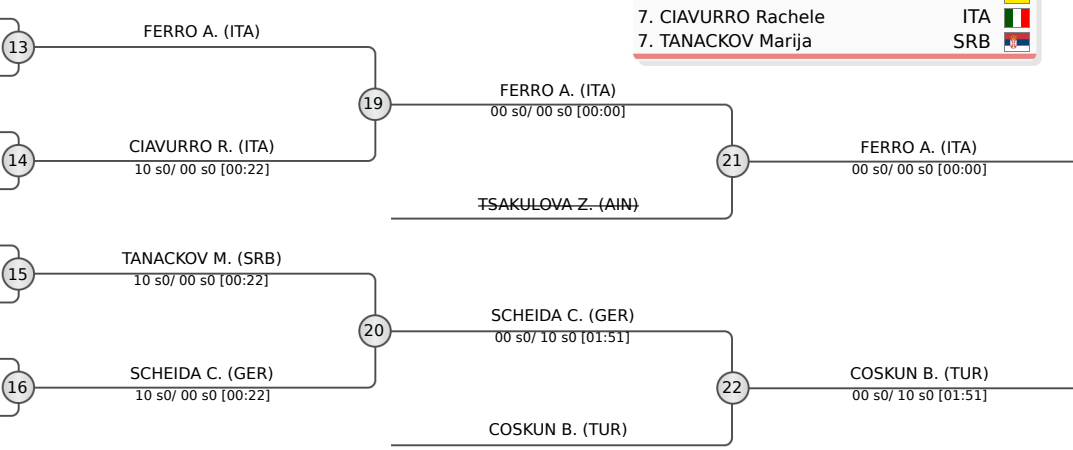 7. CIAVURRO Rachele ITA
7. TANACKOV Marija SRB
13
FERRO A. (ITA)
14
CIAVURRO R. (ITA)
10 s0/ 00 s0 [00:22]
15
TANACKOV M. (SRB)
10 s0/ 00 s0 [00:22]
16
SCHEIDA C. (GER)
10 s0/ 00 s0 [00:22]
19
FERRO A. (ITA)
00 s0/ 00 s0 [00:00]
TSAKULOVA Z. (AIN)
20
SCHEIDA C. (GER)
00 s0/ 10 s0 [01:51]
COSKUN B. (TUR)
21
FERRO A. (ITA)
00 s0/ 00 s0 [00:00]
22
COSKUN B. (TUR)
00 s0/ 10 s0 [01:51]